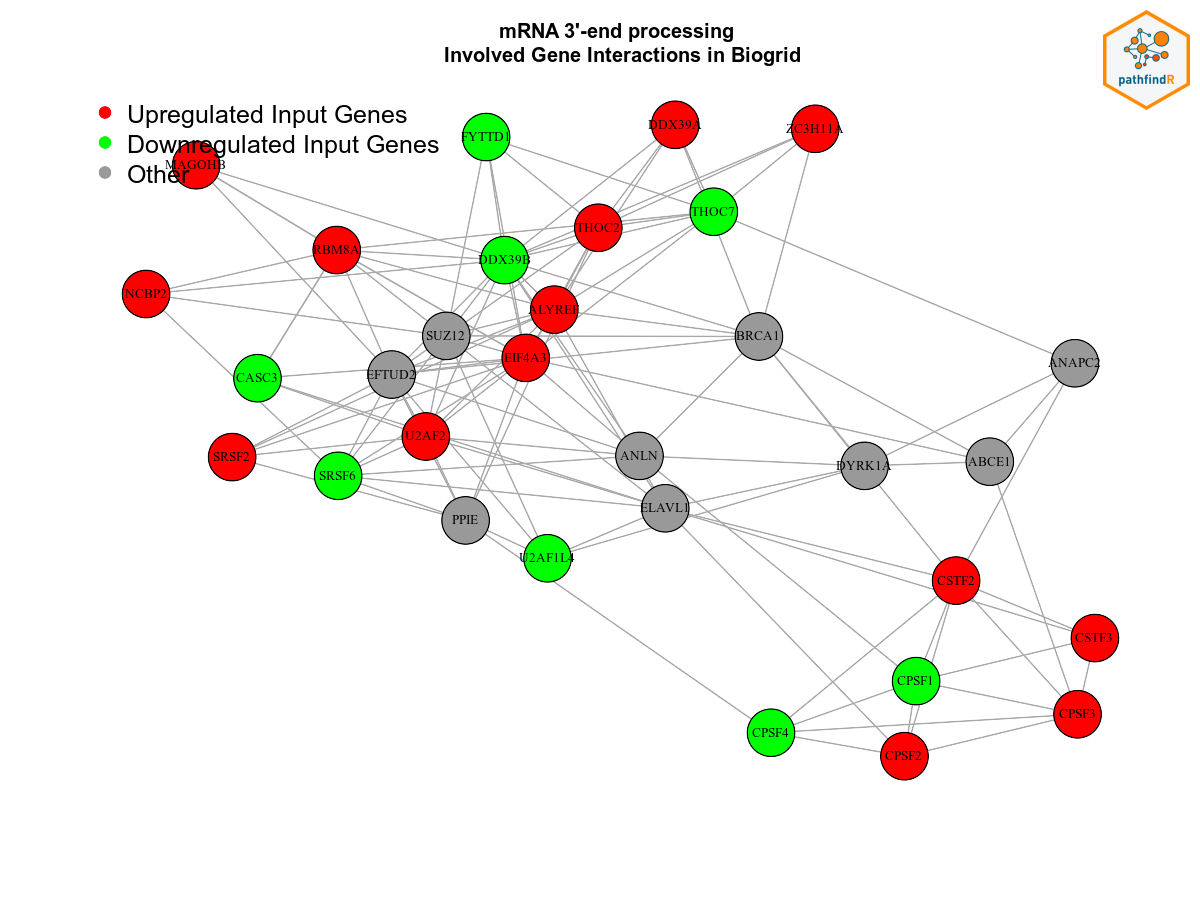 mRNA 3'-end processing
Involved Gene Interactions in Biogrid
pathfindR
Upregulated Input Genes
Downregulated Input Genes
Other
FYTTD1
DDX39A
ZC3H11A
MAGOHB
THOC7
THOC2
RBM8A
DDX39B
NCBP2
ALYREF
SUZ12
BRCA1
EIF4A3
ANAPC2
EFTUD2
CASC3
U2AF2
SRSF2
ANLN
ABCE1
DYRK1A
SRSF6
ELAVL1
PPIE
U2AF1L4
CSTF2
CSTF3
CPSF1
CPSF3
CPSF4
CPSF2